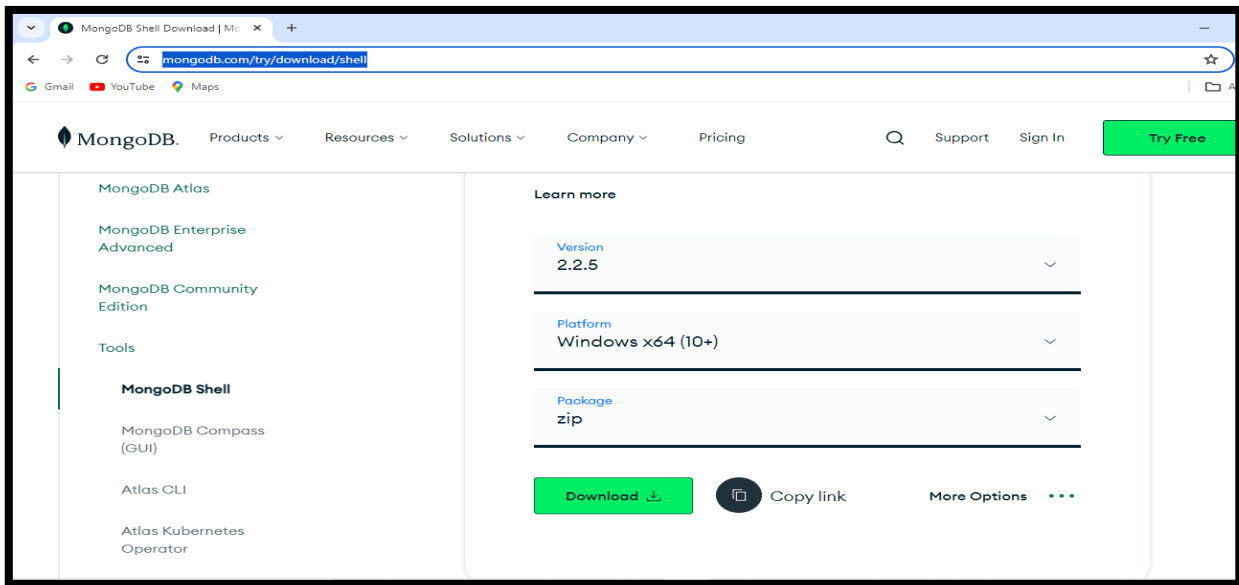 MongoDB Shell Download | Mo
mongodb.com/try/download/shell
Gmail YouTube Maps A
MongoDB. Products Resources Solutions Company Pricing Support Sign In Try Free
MongoDB Atlas
MongoDB Enterprise
Advanced
MongoDB Community
Edition
Tools
MongoDB Shell
MongoDB Compass
(GUI)
Atlas CLI
Atlas Kubernetes
Operator
Learn more
Version
2.2.5
Platform
Windows x64 (10+)
Package
zip
Download Copy link More Options